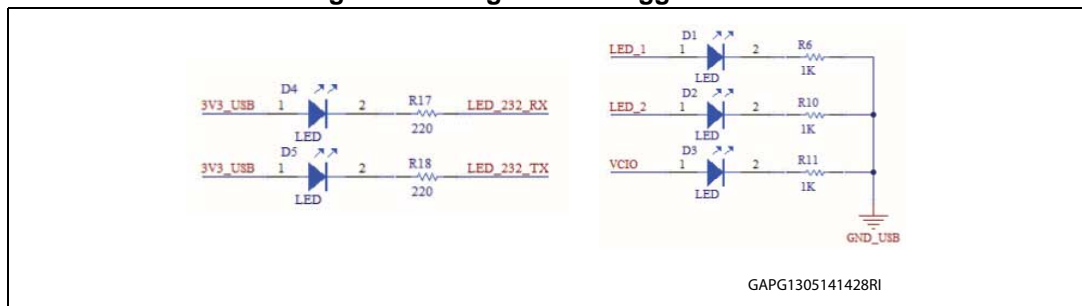 D4
3V3_USB 1 2 R17 LED_232_RX
LED 220
D5
3V3_USB 1 2 R18 LED_232_TX
LED 220
D1
LED_1 1 2 R6
LED 1K
D2
LED_2 1 2 R10
LED 1K
D3
VCIO 1 2 R11
LED 1K
GND_USB
GAPG1305141428RI